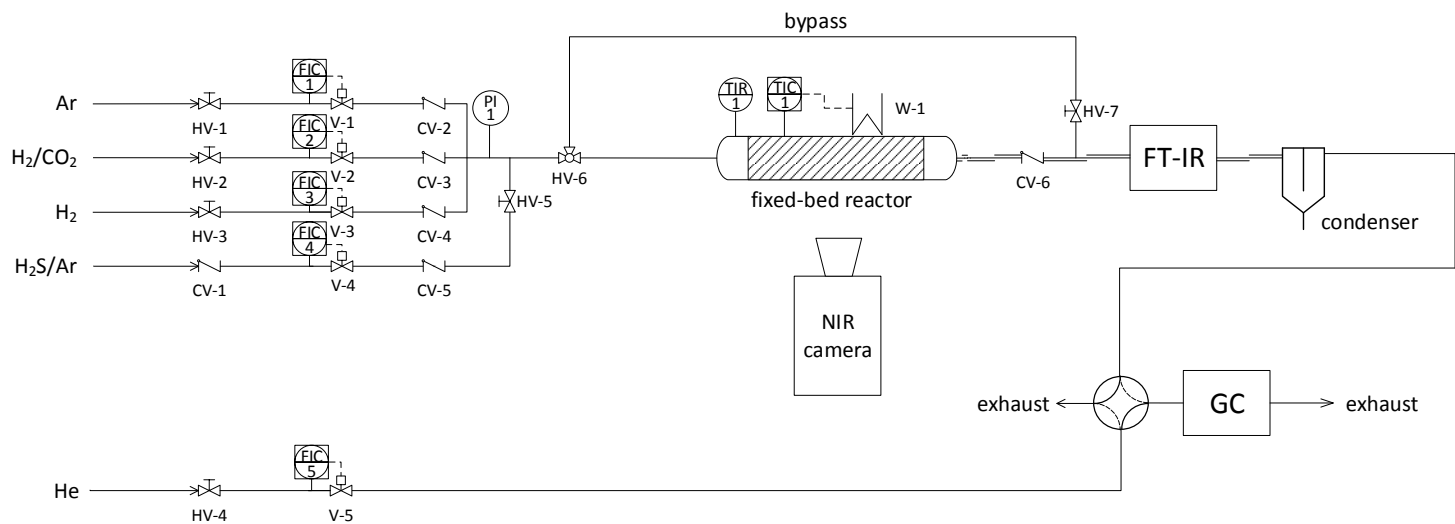 bypass
FIC
1
Ar
HV-1
V-1
CV-2
PI
1
TIR
1
TIC
1
W-1
HV-7
FIC
2
H₂/CO₂
HV-2
V-2
CV-3
HV-6
fixed-bed reactor
CV-6
FT-IR
condenser
FIC
3
H₂
HV-3
V-3
CV-4
HV-5
FIC
4
H₂S/Ar
CV-1
V-4
CV-5
NIR
camera
exhaust
GC
exhaust
FIC
5
He
HV-4
V-5